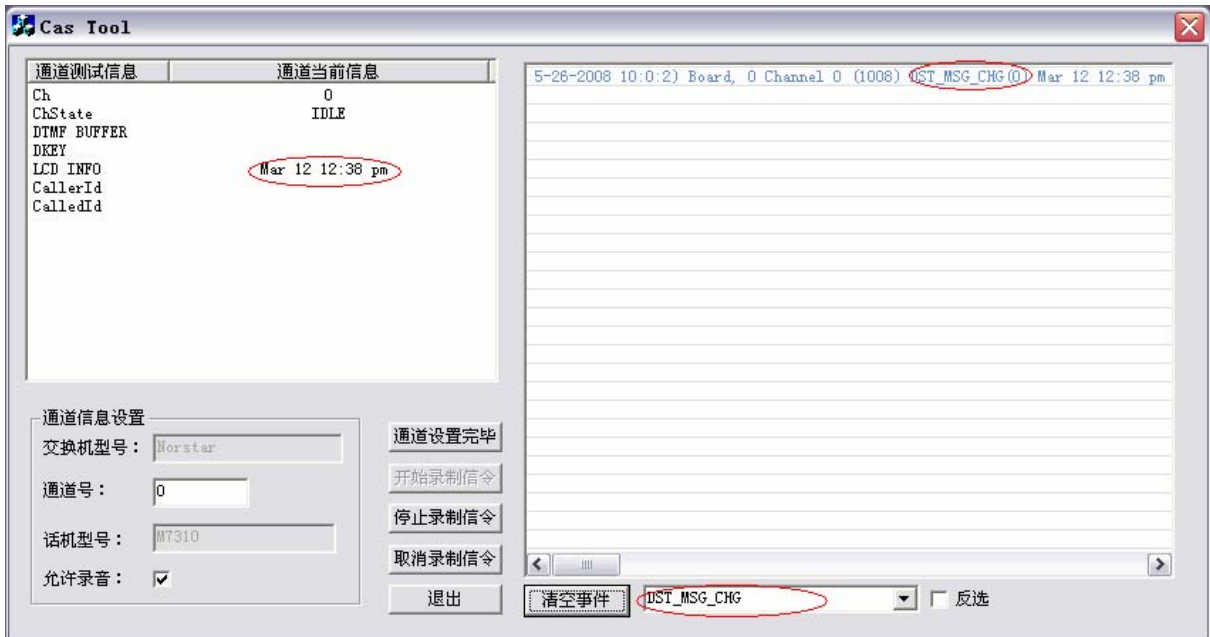 Cas Tool
通道测试信息 通道当前信息
Ch 0
ChState IDLE
DTMF BUFFER
DKEY
LCD INFO Mar 12 12:38 pm
CallerId
CalledId
5-26-2008 10:0:2) Board, 0 Channel 0 (1008) DST_MSG_CHG(0) Mar 12 12:38 pm
通道信息设置
交换机型号： Norstar
通道号： 0
话机型号： M7310
允许录音：
通道设置完毕
开始录制信令
停止录制信令
取消录制信令
退出
清空事件 DST_MSG_CHG 反选